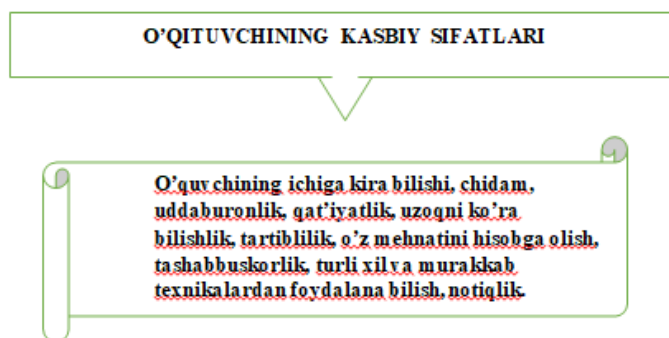 O’QITUVCHINING KASBIY SIFATLARI
O’quvchining ichiga kira bilishi, chidam,
uddaburonlik, qat’iyatlik, uzoqni ko’ra
bilishlik, tartiblilik, o’z mehnatini hisobga olish,
tashabbuskorlik, turli xil va murakkab
texnikalardan foydalana bilish, notiqlik.